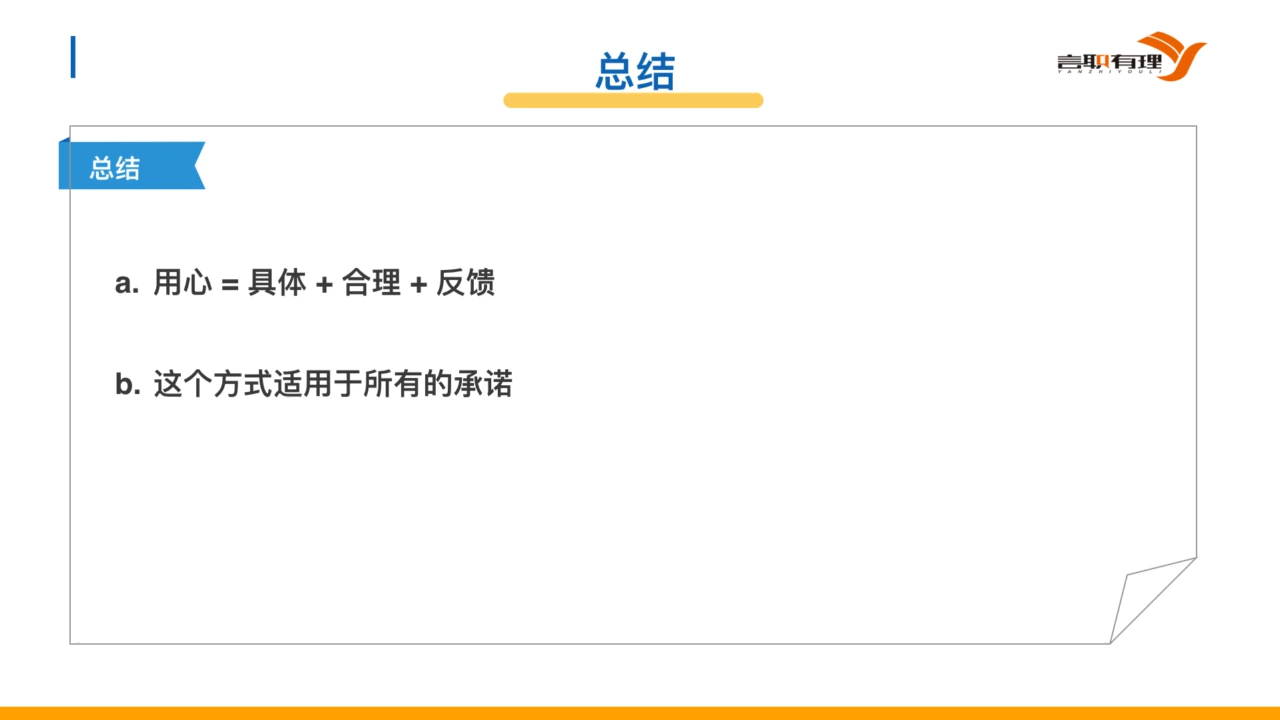 总结
言职有理
YANZHIYOULI
总结
a. 用心 = 具体 + 合理 + 反馈
b. 这个方式适用于所有的承诺